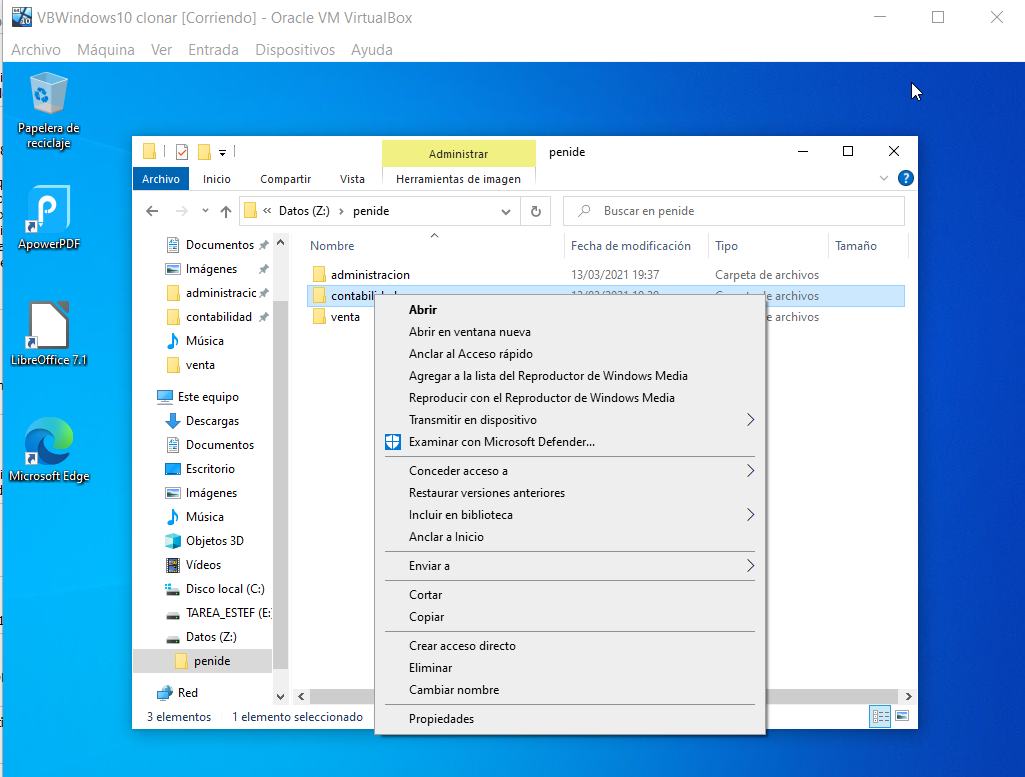 VBWindows10 clonar [Corriendo] - Oracle VM VirtualBox
Archivo Máquina Ver Entrada Dispositivos Ayuda
Papelera de
reciclaje
ApowerPDF
LibreOffice 7.1
Microsoft Edge
Administrar penide
Archivo Inicio Compartir Vista Herramientas de imagen
« Datos (Z:) › penide
Buscar en penide
Documentos
Imágenes
administracic
contabilidad
Música
venta
Este equipo
Descargas
Documentos
Escritorio
Imágenes
Música
Objetos 3D
Vídeos
Disco local (C:)
TAREA_ESTEF (E:
Datos (Z:)
penide
Red
Nombre Fecha de modificación Tipo Tamaño
administracion 13/03/2021 19:37 Carpeta de archivos
venta e archivos
Abrir
Abrir en ventana nueva
Anclar al Acceso rápido
Agregar a la lista del Reproductor de Windows Media
Reproducir con el Reproductor de Windows Media
Transmitir en dispositivo
Examinar con Microsoft Defender...
Conceder acceso a
Restaurar versiones anteriores
Incluir en biblioteca
Anclar a Inicio
Enviar a
Cortar
Copiar
Crear acceso directo
Eliminar
Cambiar nombre
Propiedades
3 elementos 1 elemento seleccionado